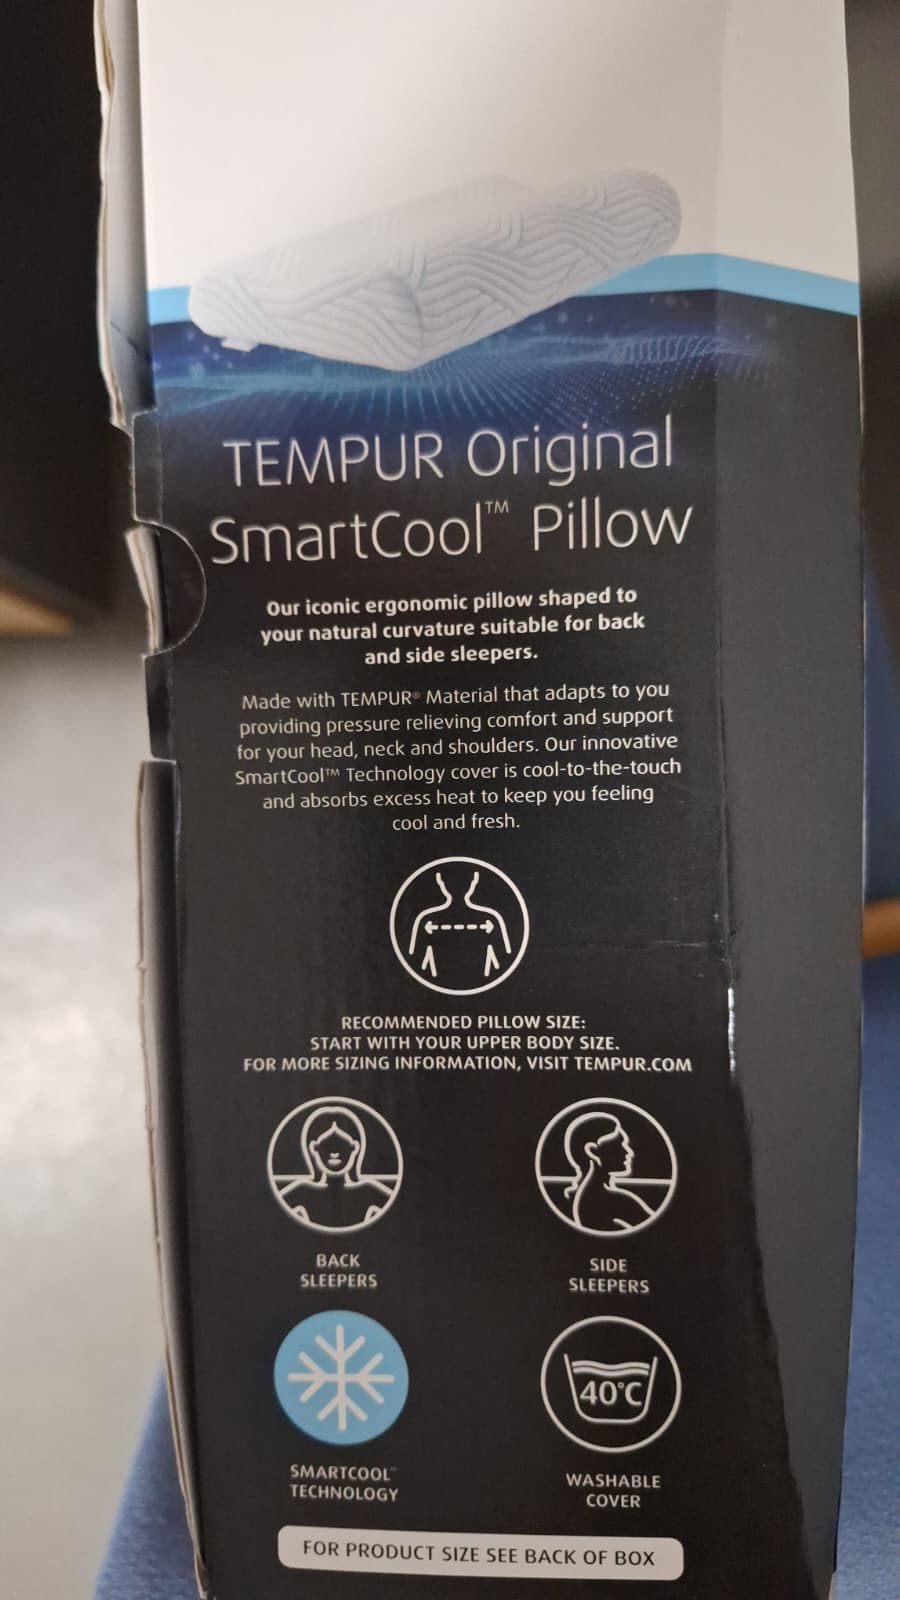 TEMPUR Original
SmartCool™ Pillow
Our iconic ergonomic pillow shaped to
your natural curvature suitable for back
and side sleepers.
Made with TEMPUR® Material that adapts to you
providing pressure relieving comfort and support
for your head, neck and shoulders. Our innovative
SmartCool™ Technology cover is cool-to-the-touch
and absorbs excess heat to keep you feeling
cool and fresh.
RECOMMENDED PILLOW SIZE:
START WITH YOUR UPPER BODY SIZE.
FOR MORE SIZING INFORMATION, VISIT TEMPUR.COM
BACK
SLEEPERS
SIDE
SLEEPERS
40°C
SMARTCOOL™
TECHNOLOGY
WASHABLE
COVER
FOR PRODUCT SIZE SEE BACK OF BOX